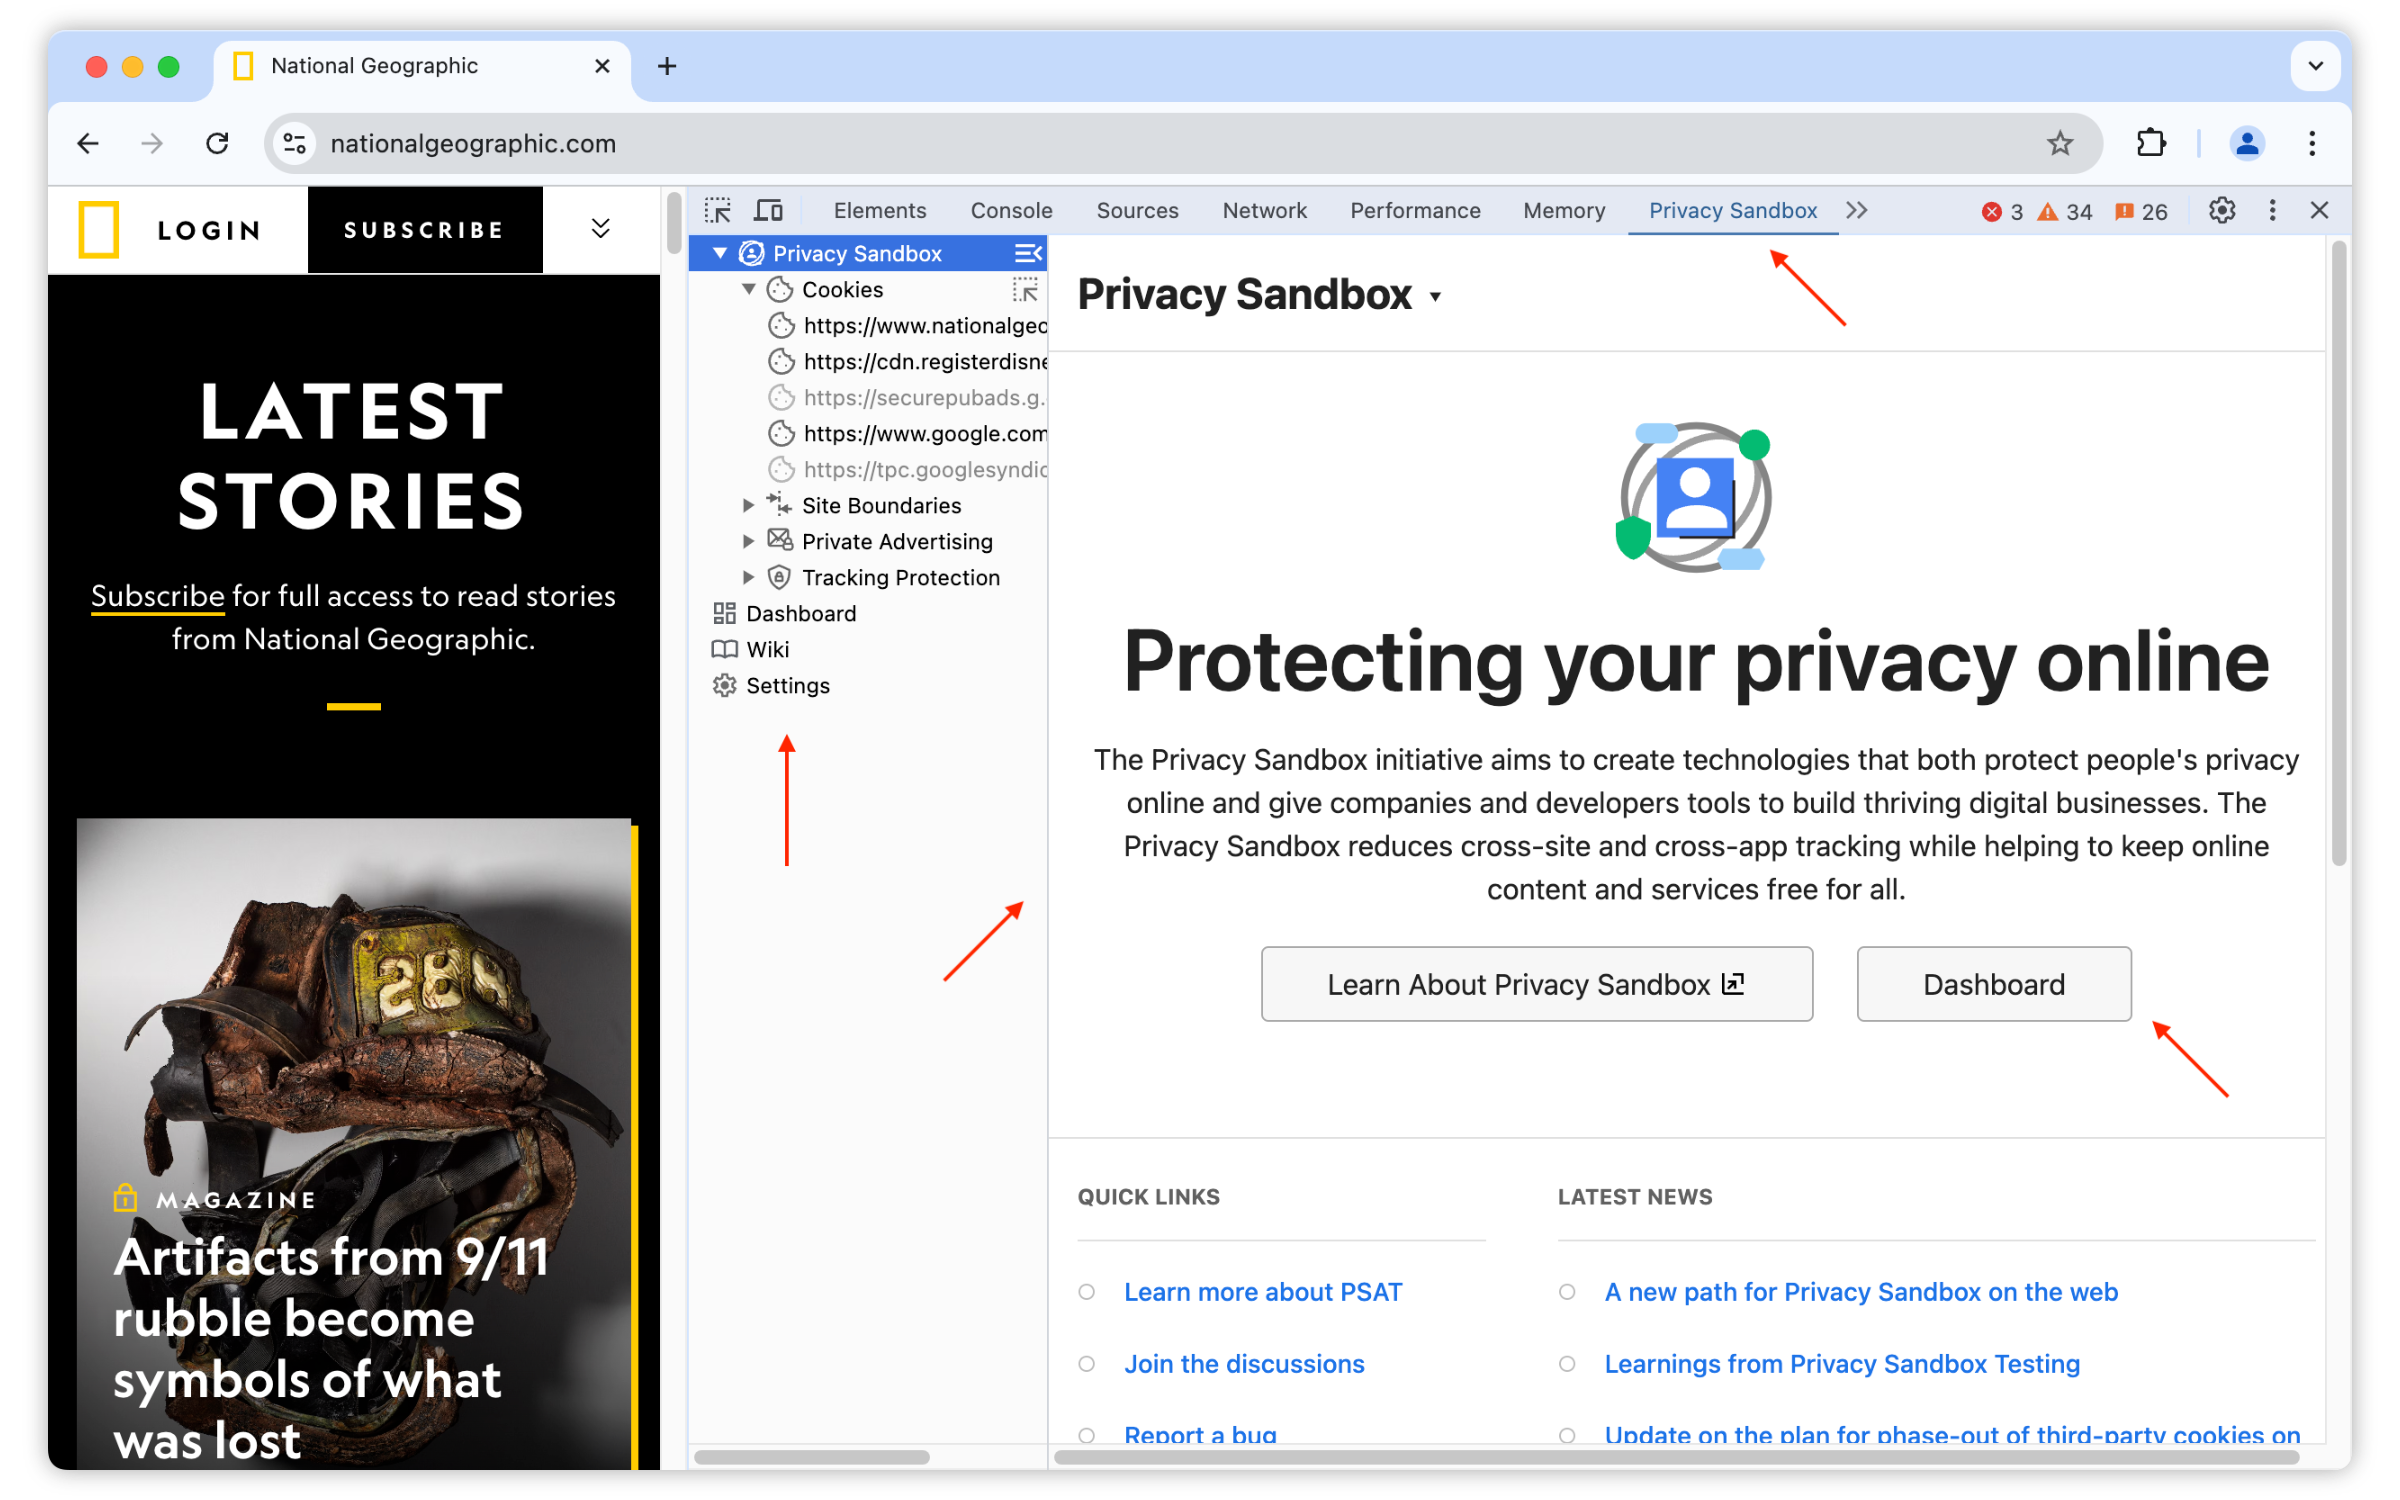 National Geographic
nationalgeographic.com
LOGIN
SUBSCRIBE
LATEST
STORIES
Subscribe for full access to read stories
from National Geographic.
289
MAGAZINE
Artifacts from 9/11
rubble become
symbols of what
was lost
Elements Console Sources Network Performance Memory Privacy Sandbox 3 34 26
Privacy Sandbox
Cookies
https://www.nationalgeo
https://cdn.registerdisne
https://securepubads.g.
https://www.google.com
https://tpc.googlesyndic
Site Boundaries
Private Advertising
Tracking Protection
Dashboard
Wiki
Settings
Privacy Sandbox
Protecting your privacy online
The Privacy Sandbox initiative aims to create technologies that both protect people's privacy
online and give companies and developers tools to build thriving digital businesses. The
Privacy Sandbox reduces cross-site and cross-app tracking while helping to keep online
content and services free for all.
Learn About Privacy Sandbox
Dashboard
QUICK LINKS
Learn more about PSAT
Join the discussions
Report a bug
LATEST NEWS
A new path for Privacy Sandbox on the web
Learnings from Privacy Sandbox Testing
Update on the plan for phase-out of third-party cookies on